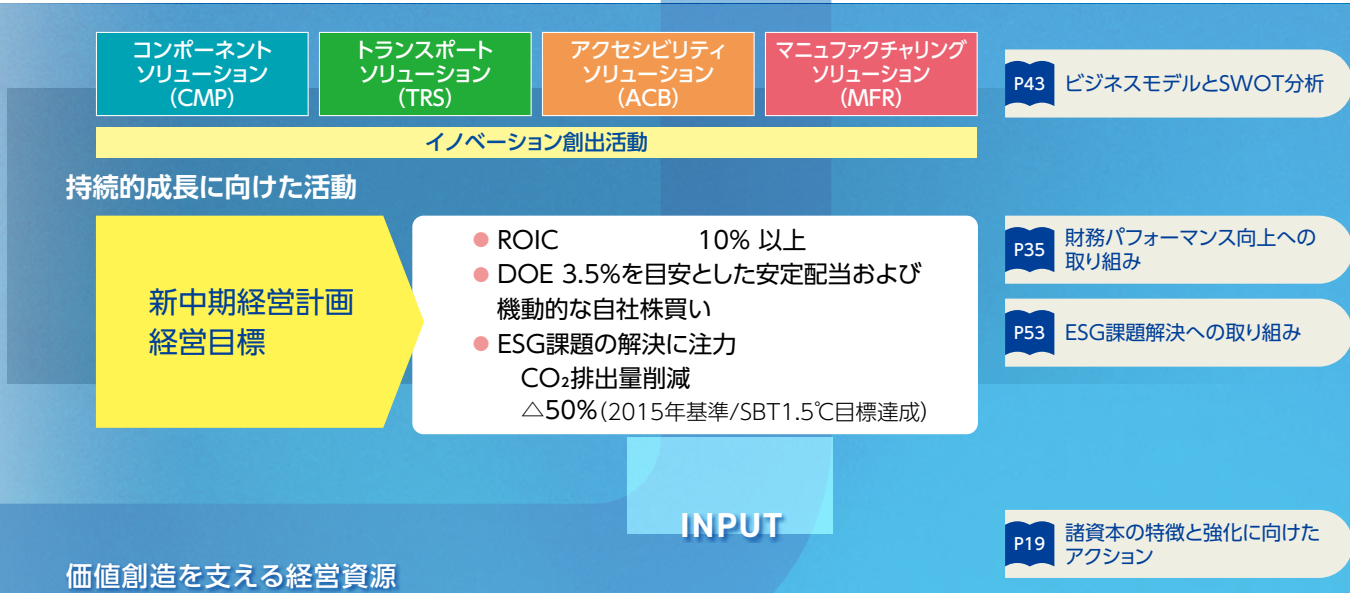 コンポーネント
ソリューション
(CMP)
トランスポート
ソリューション
(TRS)
アクセシビリティ
ソリューション
(ACB)
マニュファクチャリング
ソリューション
(MFR)
P43 ビジネスモデルとSWOT分析
イノベーション創出活動
持続的成長に向けた活動
新中期経営計画
経営目標
● ROIC 10% 以上
● DOE 3.5%を目安とした安定配当および
機動的な自社株買い
● ESG課題の解決に注力
CO₂排出量削減
△50%(2015年基準/SBT1.5℃目標達成)
P35 財務パフォーマンス向上への
取り組み
P53 ESG課題解決への取り組み
INPUT
P19 諸資本の特徴と強化に向けた
アクション
価値創造を支える経営資源